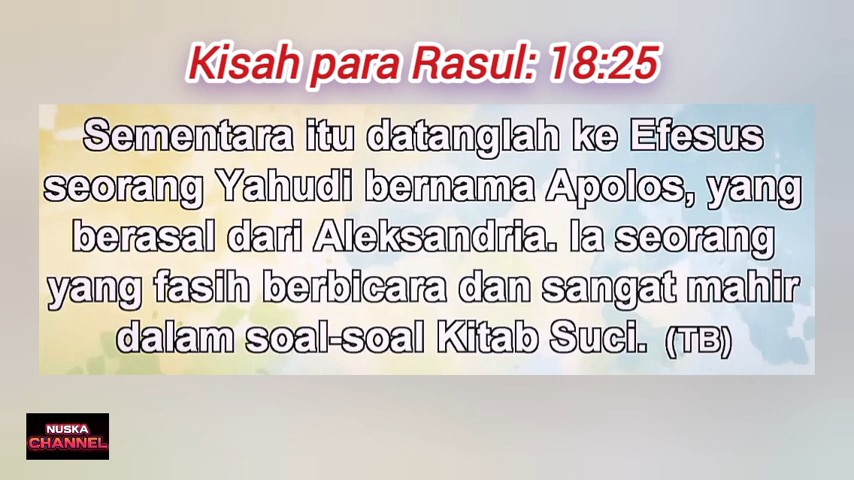 Kisah para Rasul: 18:25
Sementara itu datanglah ke Efesus
seorang Yahudi bernama Apolos, yang
berasal dari Aleksandria. Ia seorang
yang fasih berbicara dan sangat mahir
dalam soal-soal Kitab Suci. (TB)
NUSKA
CHANNEL